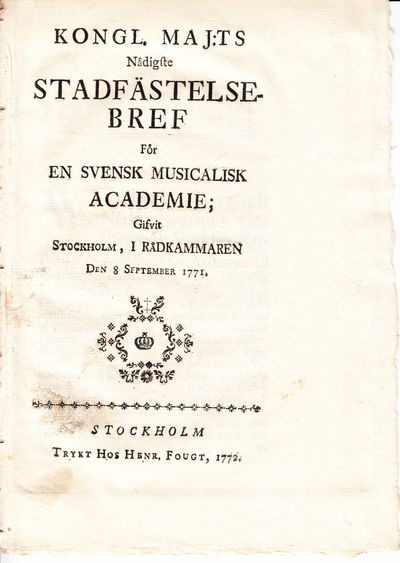 KONGL. MAJ:TS
Nådigste
STADFÄSTELSE-
BREF
För
EN SVENSK MUSICALISK
ACADEMIE;
Gifvit
STOCKHOLM, I RÅDKAMMAREN
DEN 8 SEPTEMBER 1771.
STOCKHOLM
TRYKT HOS HENR. FOUGT, 1772.